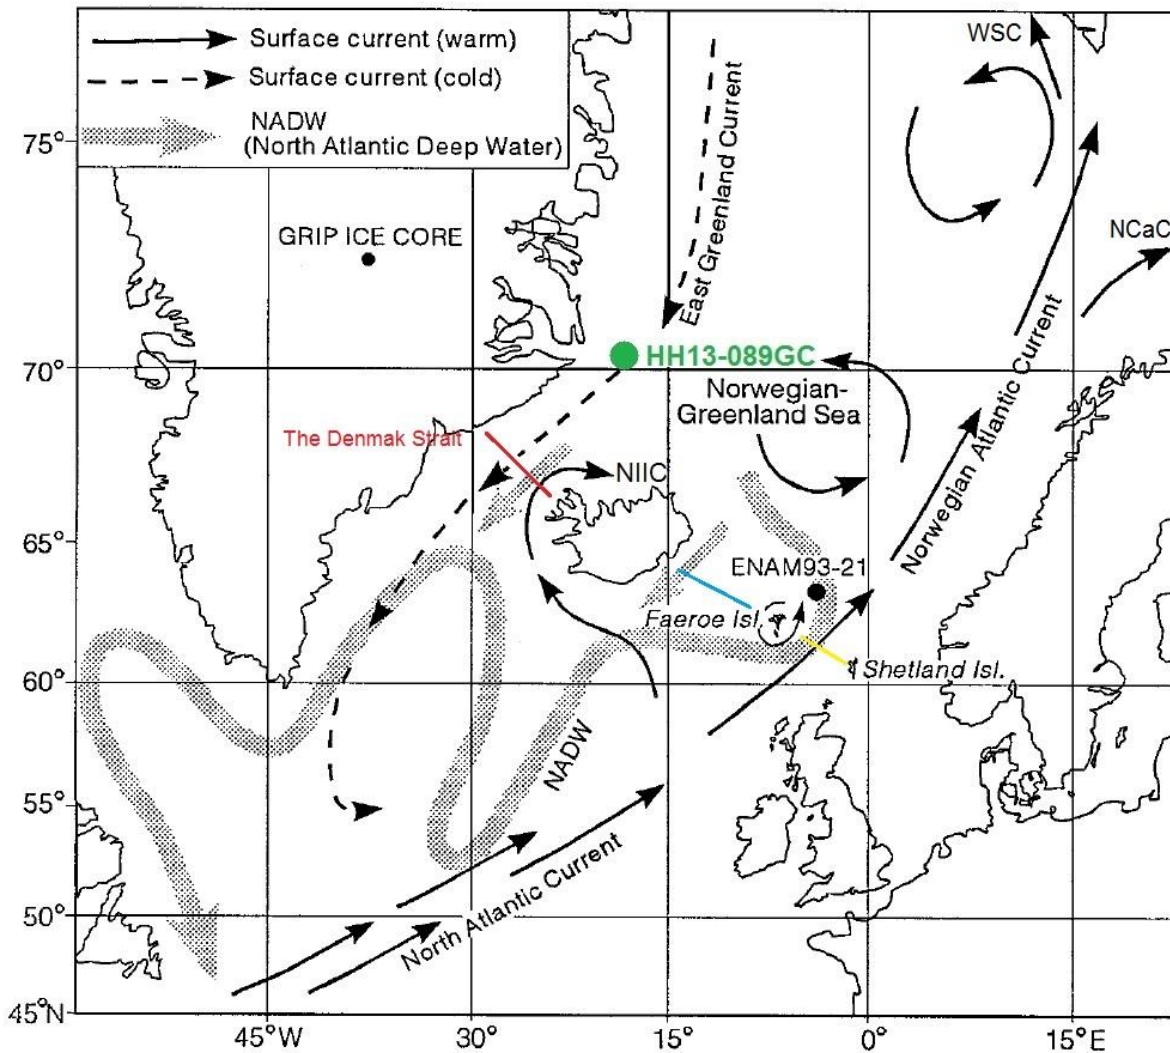 Surface current (warm)
Surface current (cold)
NADW
(North Atlantic Deep Water)
WSC
75°
East Greenland Current
GRIP ICE CORE
NCaC
HH13-089GC
70°
Norwegian-
Greenland Sea
Norwegian Atlantic Current
The Denmak Strait
NIIC
65°
ENAM93-21
Faeroe Isl.
Shetland Isl.
60°
NADW
55°
North Atlantic Current
50°
45°N
45°W
30°
15°
0°
15°E